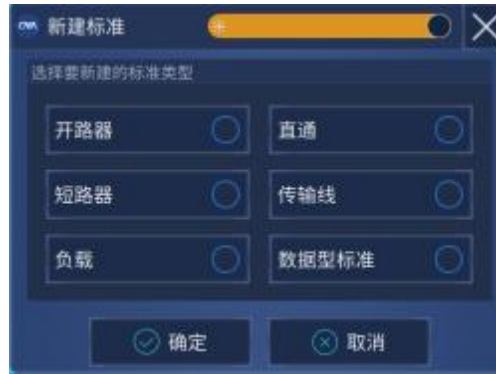 新建标准
选择要新建的标准类型
开路器
直通
短路器
传输线
负载
数据型标准
确定
取消